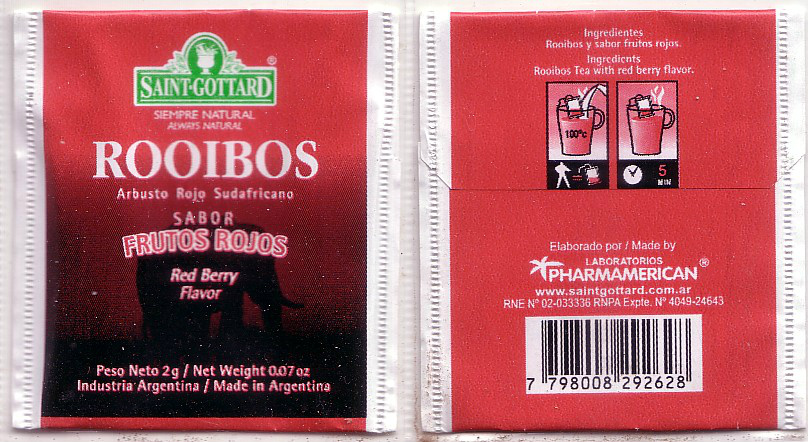 SAINT-GOTTARD®
SIEMPRE NATURAL
ALWAYS NATURAL
ROOIBOS
Arbusto Rojo Sudafricano
SABOR
FRUTOS ROJOS
Red Berry
Flavor
Peso Neto 2g / Net Weight 0.07 oz
Industria Argentina / Made in Argentina
Ingredientes
Rooibos y sabor frutos rojos.
Ingredients
Rooibos Tea with red berry flavor.
100°c
5
MIN
Elaborado por / Made by
LABORATORIOS
PHARMAMERICAN®
www.saintgottard.com.ar
RNE N° 02-033336 RNPA Expte. N° 4049-24643
7 798008 292628